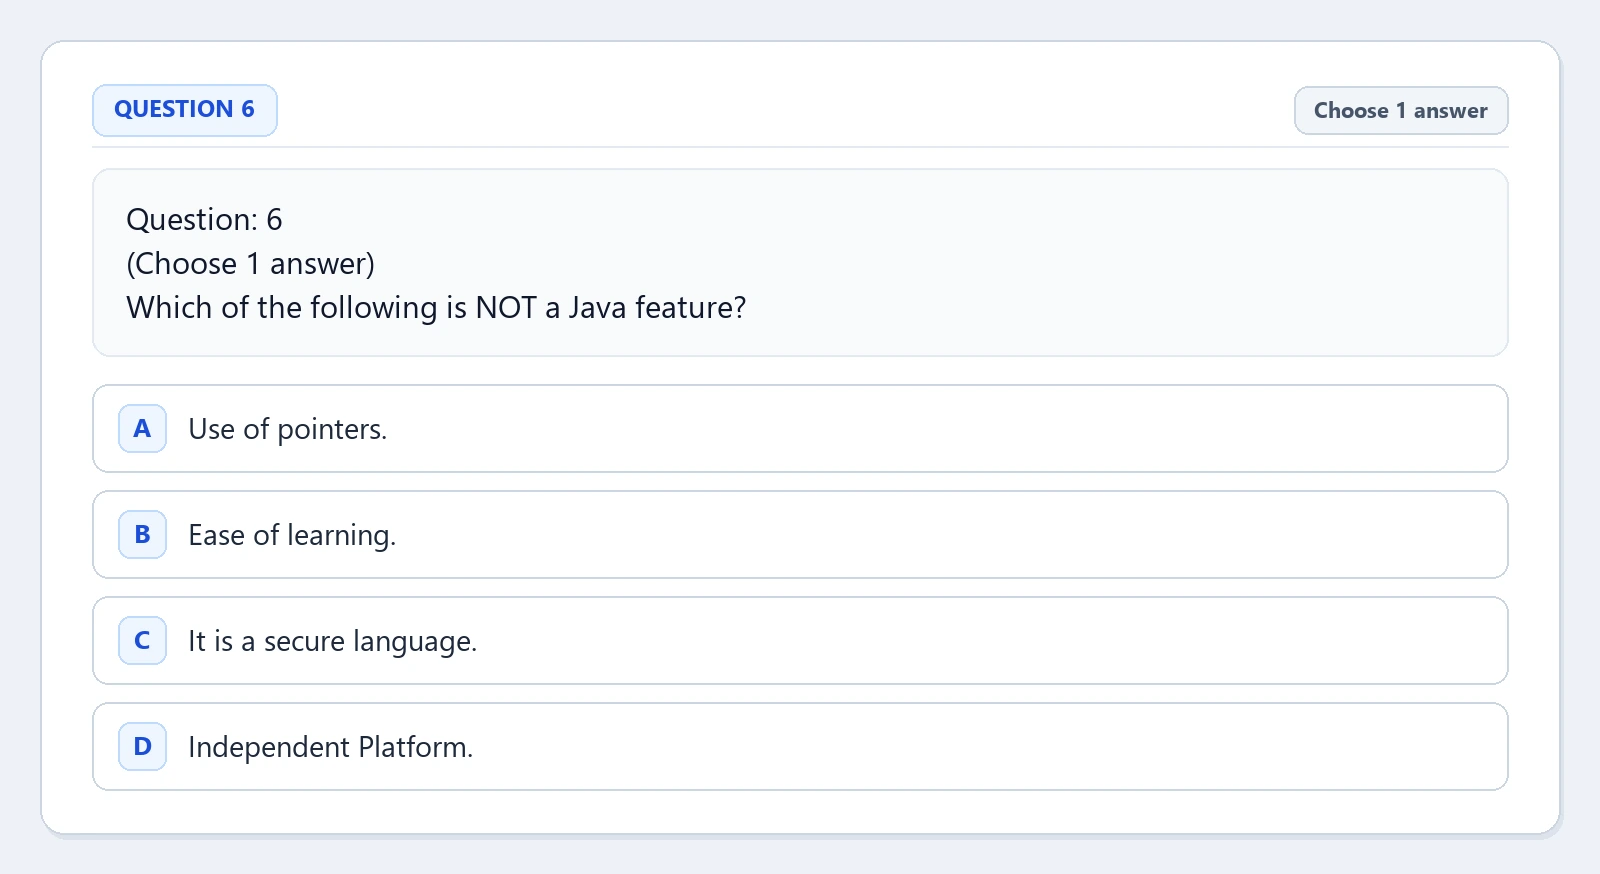 QUESTION 6
Choose 1 answer
Question: 6
(Choose 1 answer)
Which of the following is NOT a Java feature?
A Use of pointers.
B Ease of learning.
C It is a secure language.
D Independent Platform.